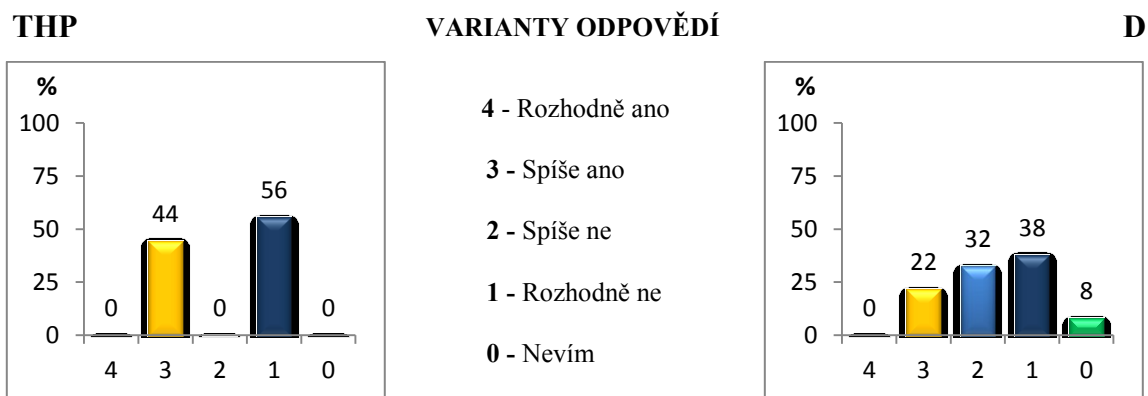 THP VARIANTY ODPOVĚDÍ D
%
100
75
50
25
0
0 44 0 56 0
4 3 2 1 0
4 - Rozhodně ano
3 - Spíše ano
2 - Spíše ne
1 - Rozhodně ne
0 - Nevím
%
100
75
50
25
0
0 22 32 38 8
4 3 2 1 0